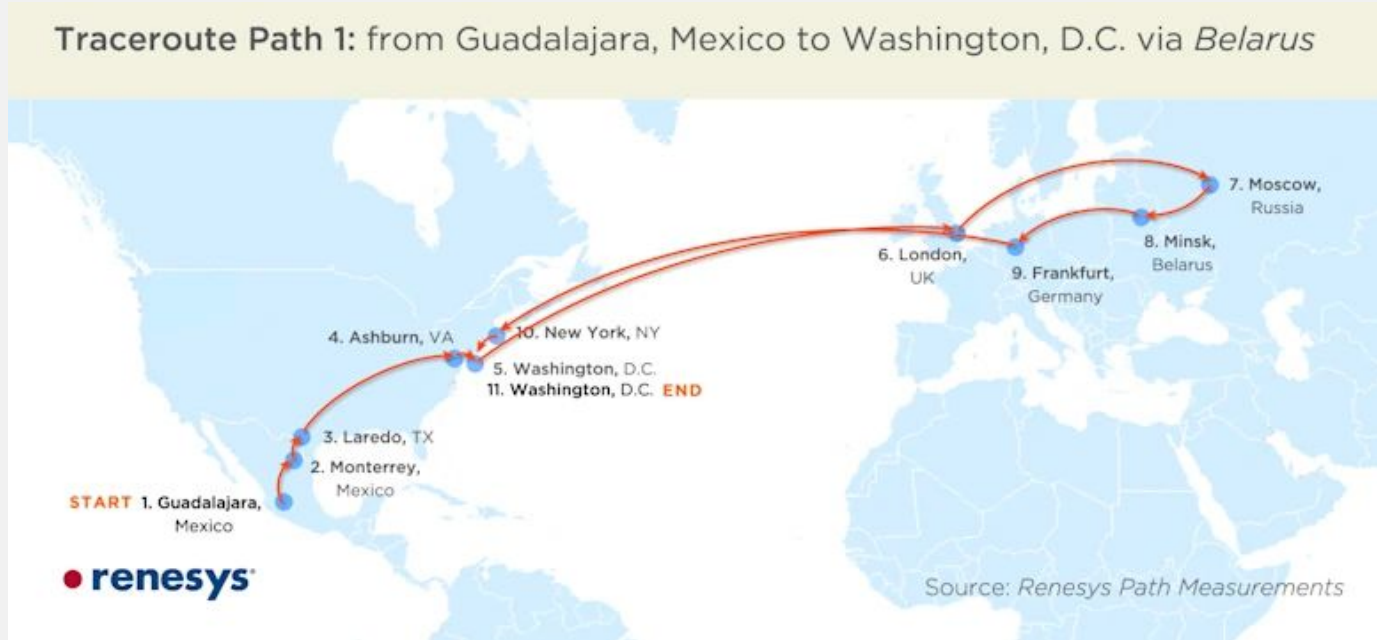 Traceroute Path 1: from Guadalajara, Mexico to Washington, D.C. via Belarus
7. Moscow,
Russia
8. Minsk,
Belarus
6. London,
UK
9. Frankfurt,
Germany
4. Ashburn, VA
10. New York, NY
5. Washington, D.C.
11. Washington, D.C. END
3. Laredo, TX
2. Monterrey,
Mexico
START 1. Guadalajara,
Mexico
renesys
Source: Renesys Path Measurements